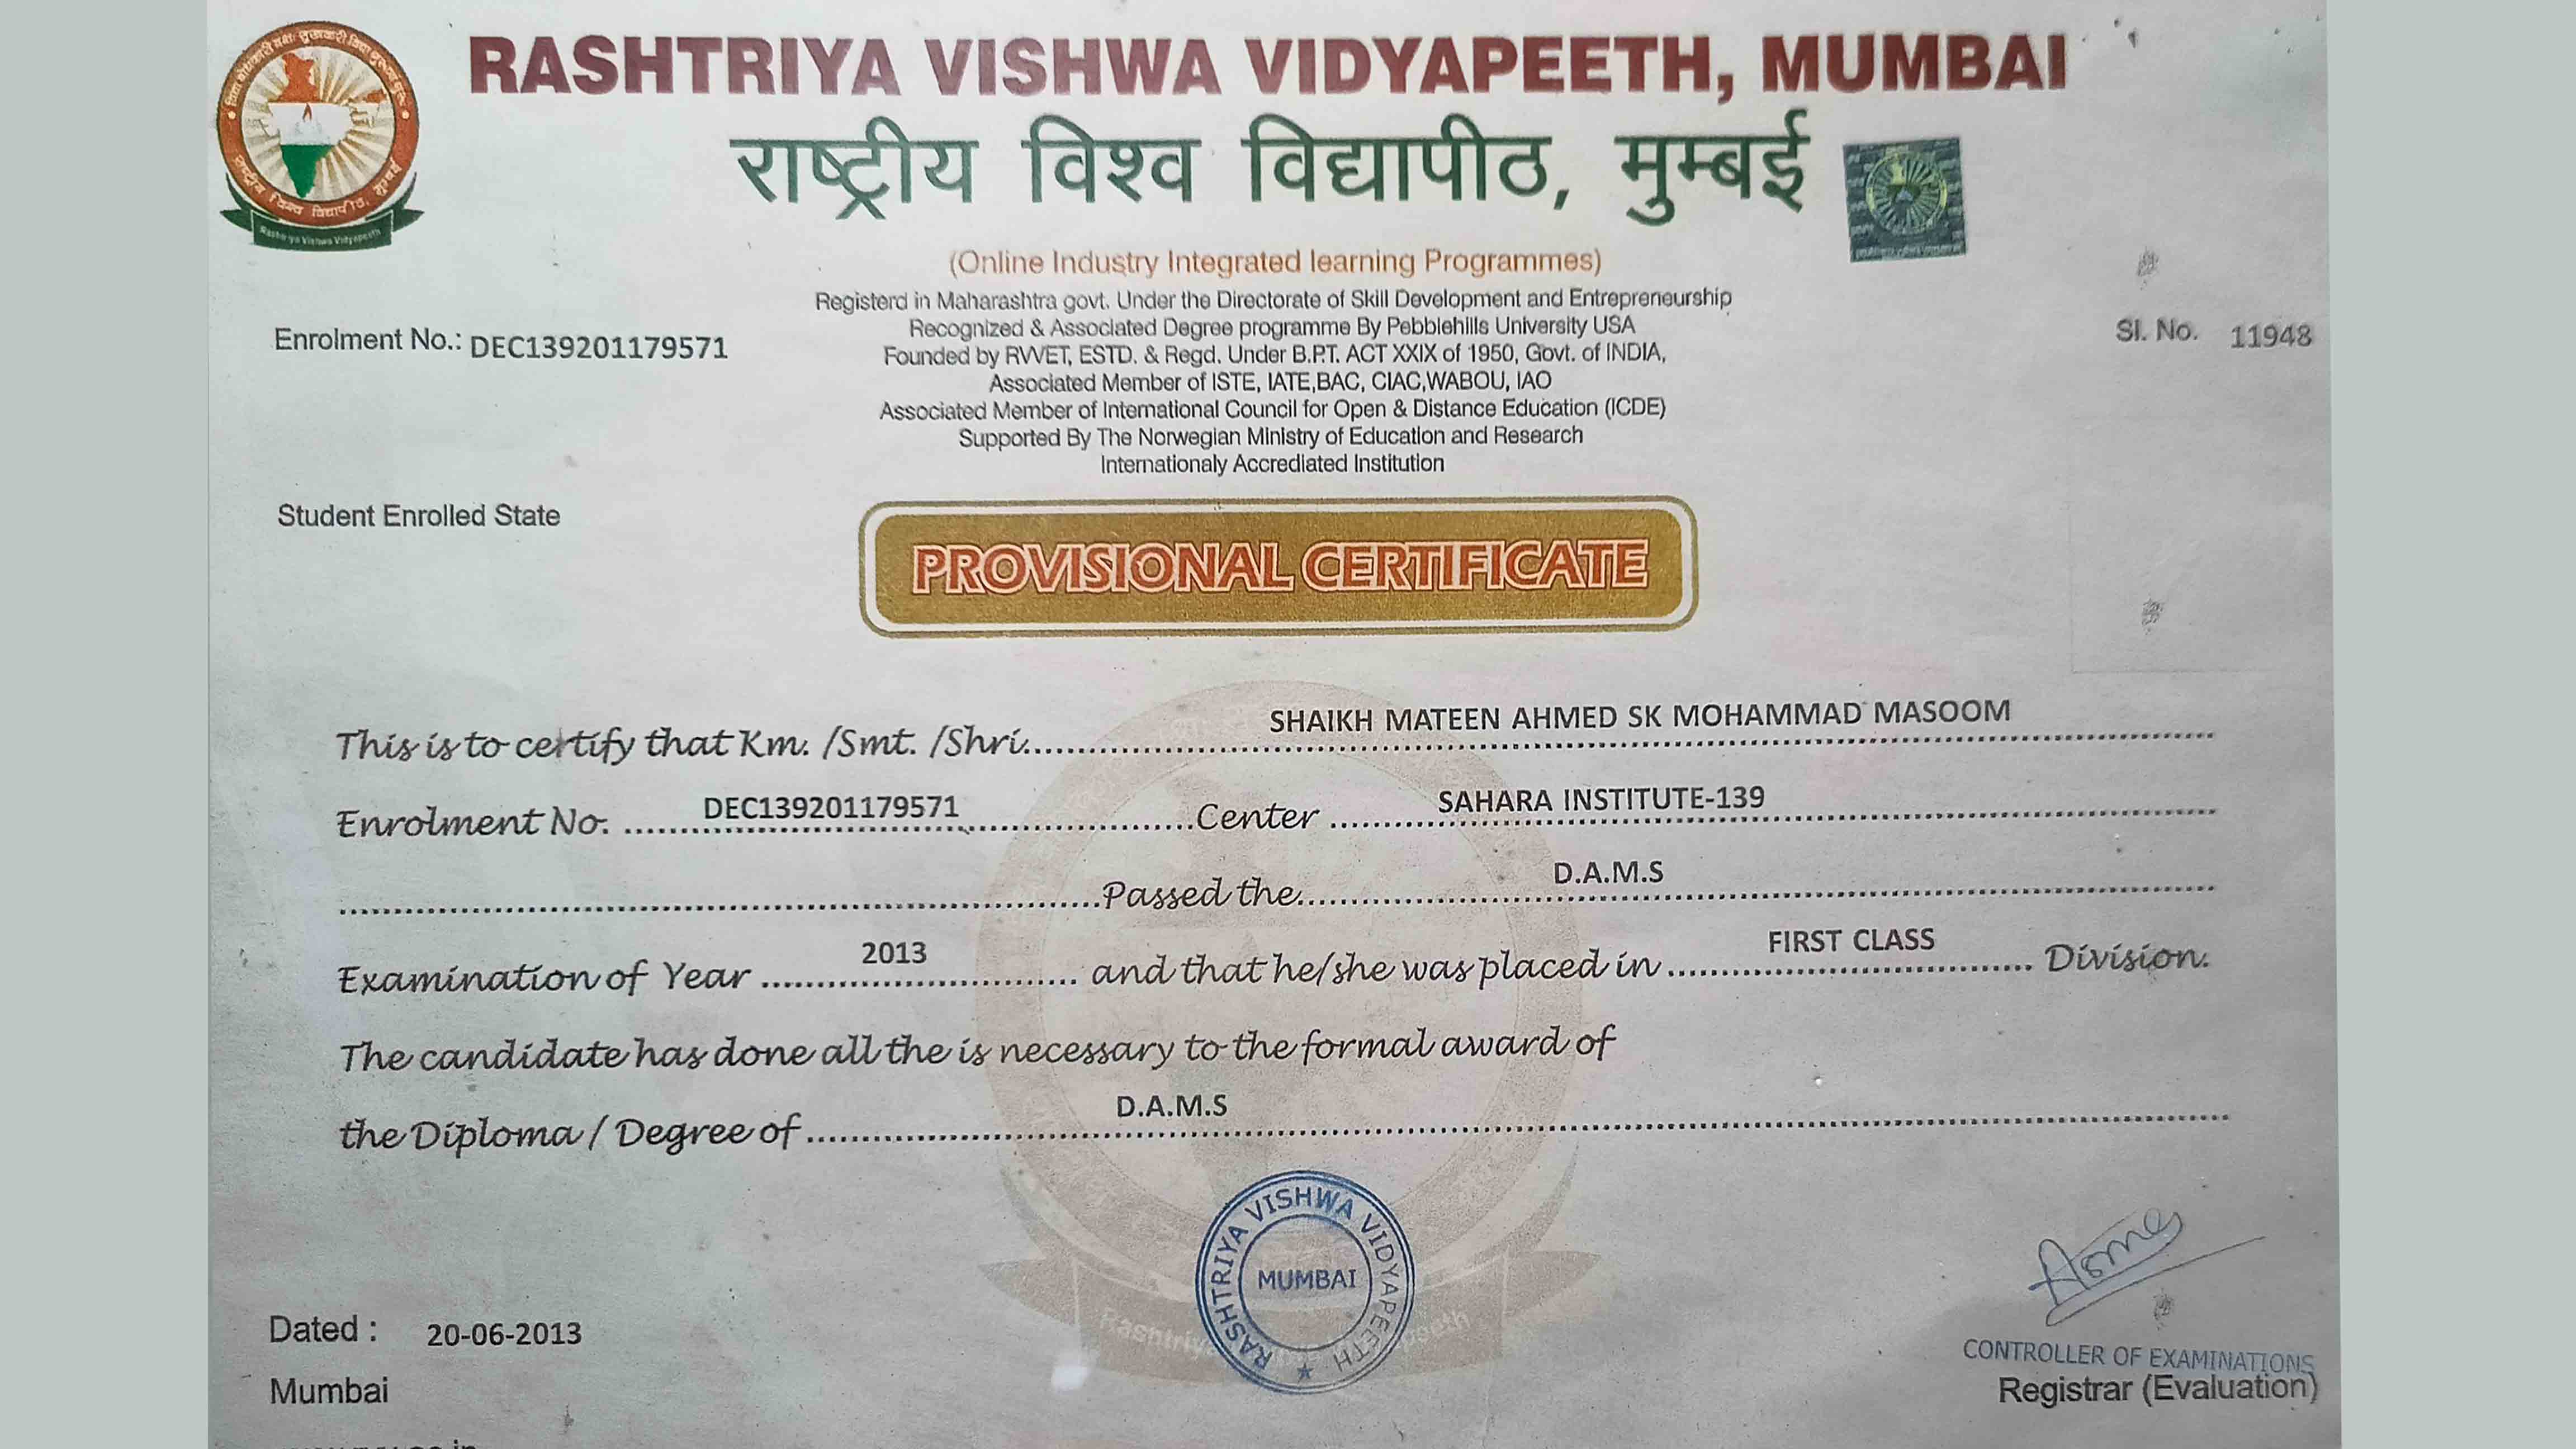 RASHTRIYA VISHWA VIDYAPEETH, MUMBAI
राष्ट्रीय विश्व विद्यापीठ, मुम्बई
Rashtriya Vishwa Vidyapeeth
(Online Industry Integrated learning Programmes)
Registerd in Maharashtra govt. Under the Directorate of Skill Development and Entrepreneurship
Recognized & Associated Degree programme By Pebblehills University USA
Founded by RVVET, ESTD. & Regd. Under B.P.T. ACT XXIX of 1950, Govt. of INDIA,
Associated Member of ISTE, IATE,BAC, CIAC,WABOU, IAO
Associated Member of International Council for Open & Distance Education (ICDE)
Supported By The Norwegian Ministry of Education and Research
Internationaly Accrediated Institution
Enrolment No.: DEC139201179571
Sl. No. 11948
Student Enrolled State
PROVISIONAL CERTIFICATE
This is to certify that Km. /Smt. /Shri. SHAIKH MATEEN AHMED SK MOHAMMAD MASOOM
Enrolment No. DEC139201179571 Center SAHARA INSTITUTE-139
Passed the D.A.M.S
Examination of Year 2013 and that he/she was placed in FIRST CLASS Division.
The candidate has done all the is necessary to the formal award of
the Diploma / Degree of D.A.M.S
RASHTRIYA VISHWA VIDYAPEETH
MUMBAI
Dated : 20-06-2013
Mumbai
CONTROLLER OF EXAMINATIONS
Registrar (Evaluation)